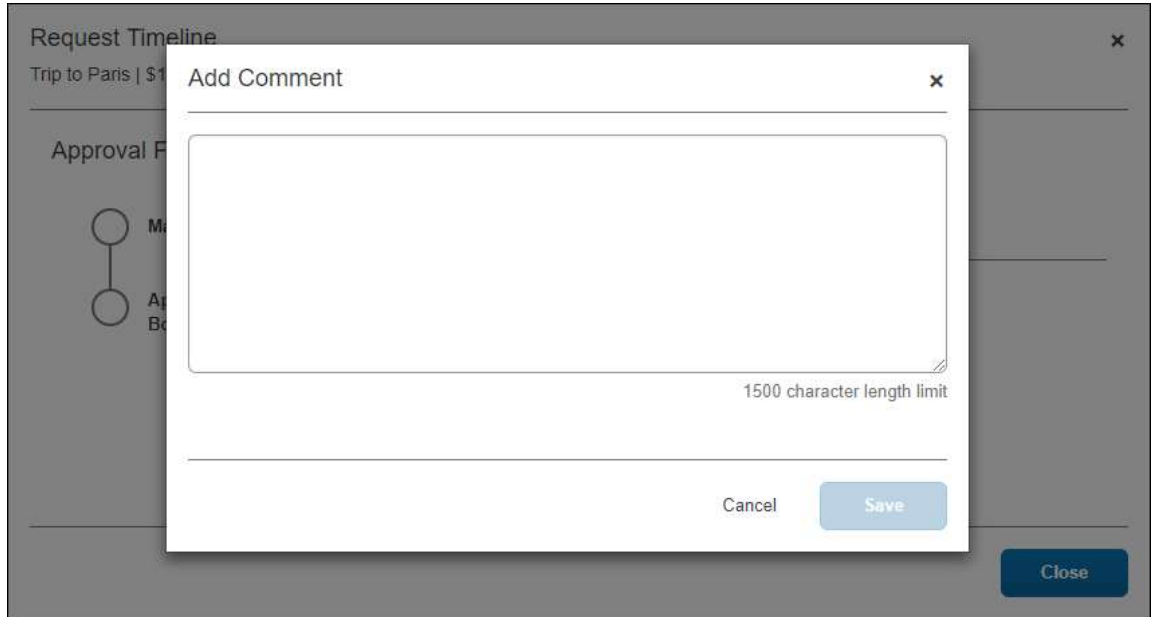 Request Timeline
Trip to Paris | $1
Add Comment
Approval F
1500 character length limit
Cancel
Save
Close